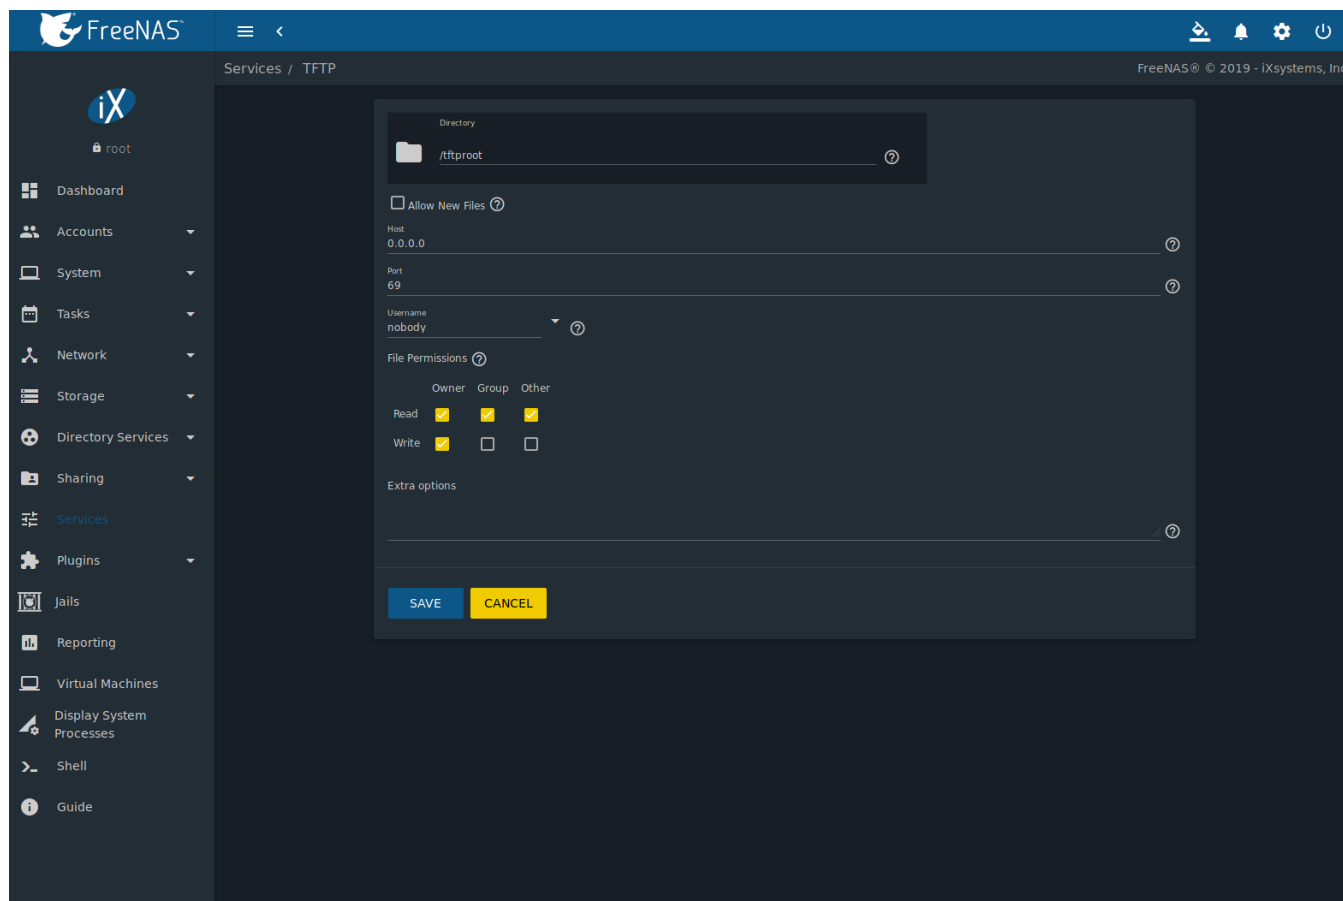 FreeNAS™
Services / TFTP
FreeNAS® © 2019 - iXsystems, Inc
iX
root
Dashboard
Accounts
System
Tasks
Network
Storage
Directory Services
Sharing
Services
Plugins
Jails
Reporting
Virtual Machines
Display System
Processes
Shell
Guide
Directory
/tftproot
Allow New Files
Host
0.0.0.0
Port
69
Username
nobody
File Permissions
Owner Group Other
Read
Write
Extra options
SAVE CANCEL